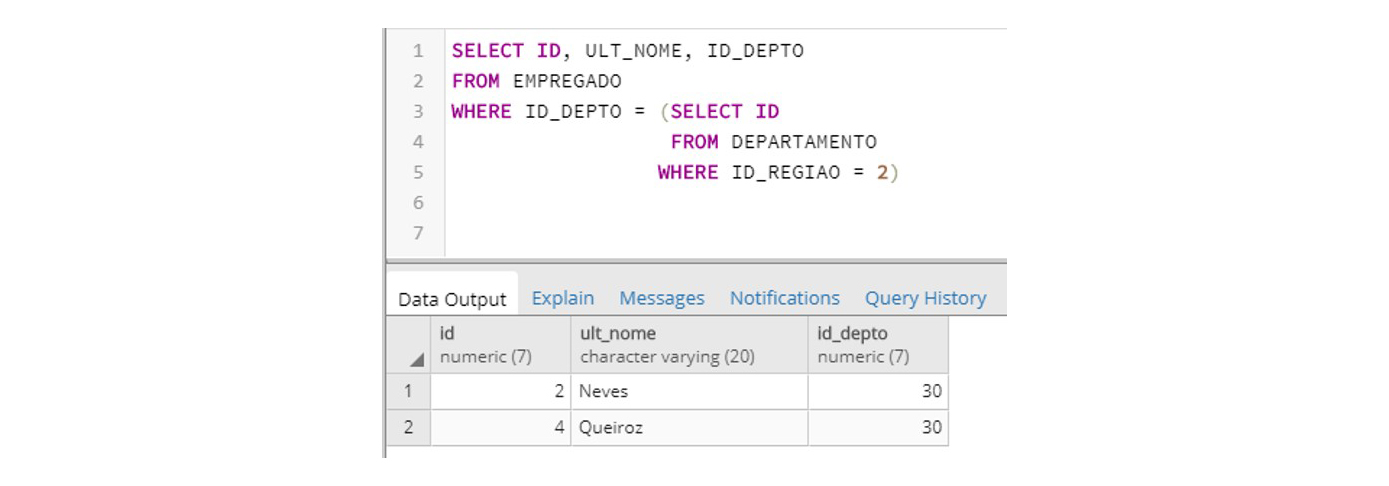 1 SELECT ID, ULT_NOME, ID_DEPTO
2 FROM EMPREGADO
3 WHERE ID_DEPTO = (SELECT ID
4 FROM DEPARTAMENTO
5 WHERE ID_REGIAO = 2)
6
7
Data Output Explain Messages Notifications Query History
id ult_nome id_depto
numeric (7) character varying (20) numeric (7)
1 2 Neves 30
2 4 Queiroz 30